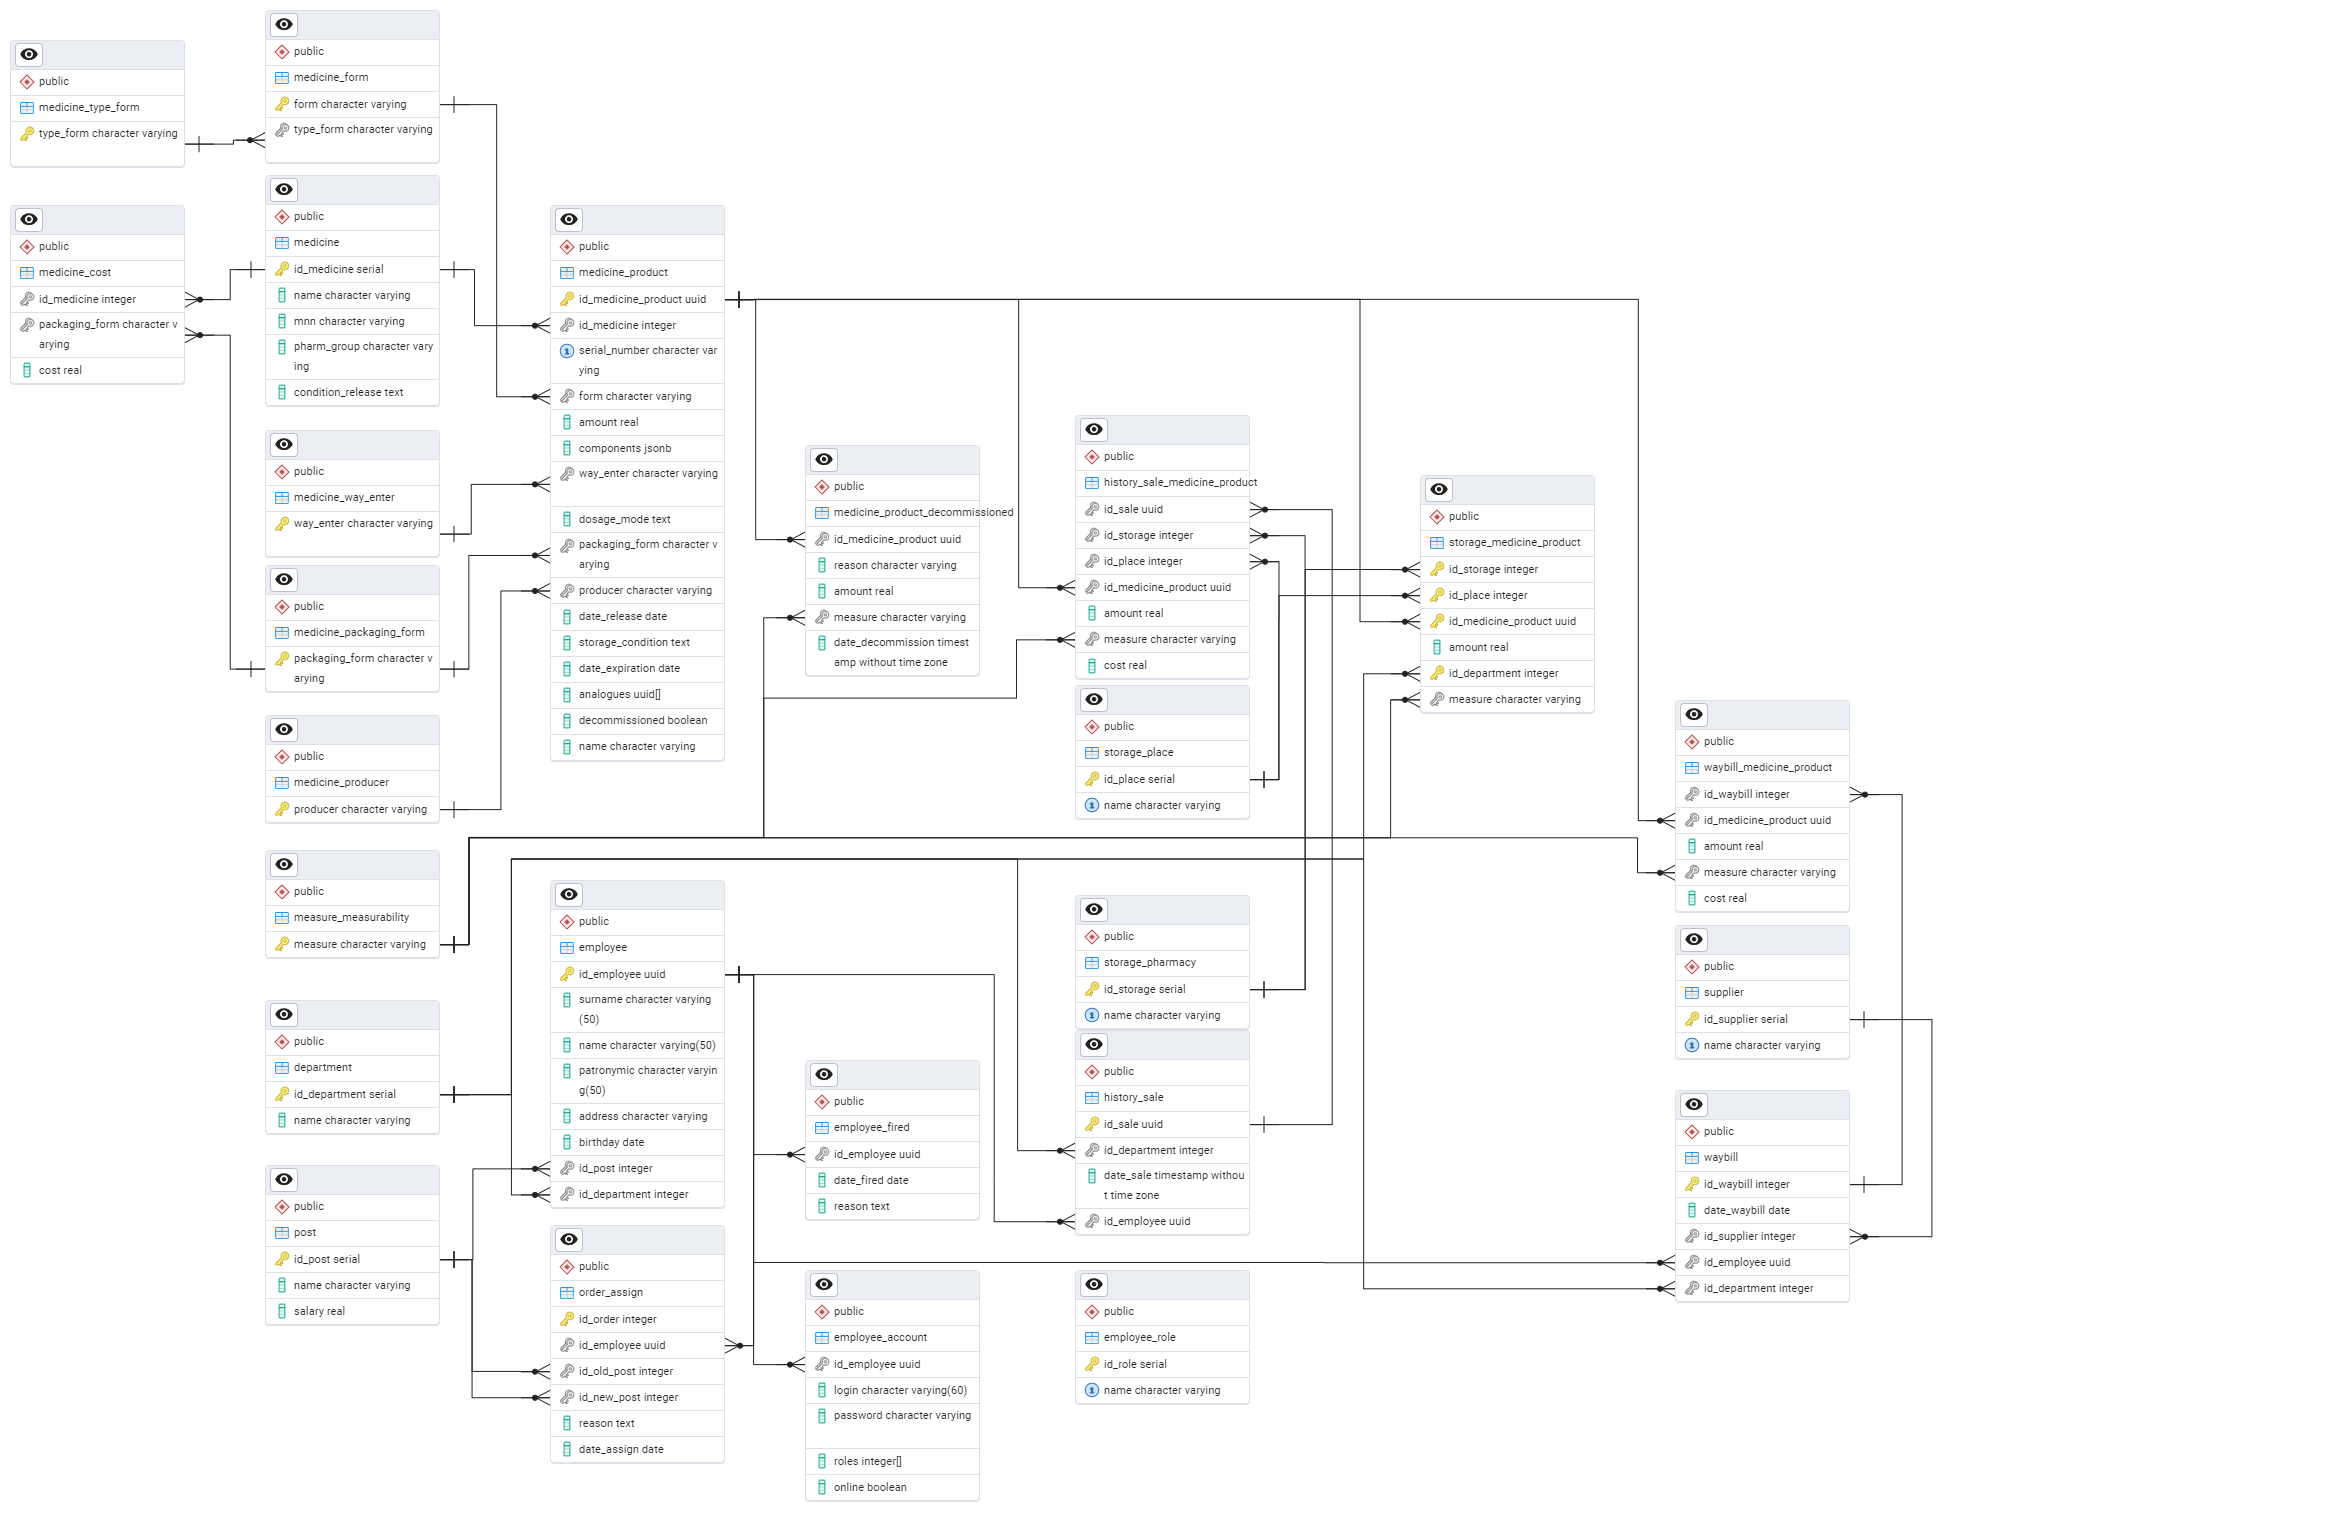 public
medicine_type_form
type_form character varying
public
medicine_form
form character varying
type_form character varying
public
medicine_cost
id_medicine integer
packaging_form character v
arying
cost real
public
medicine
id_medicine serial
name character varying
mnn character varying
pharm_group character vary
ing
condition_release text
public
medicine_way_enter
way_enter character varying
public
medicine_packaging_form
packaging_form character v
arying
public
medicine_producer
producer character varying
public
measure_measurability
measure character varying
public
department
id_department serial
name character varying
public
post
id_post serial
name character varying
salary real
public
medicine_product
id_medicine_product uuid
id_medicine integer
1
serial_number character var
ying
form character varying
amount real
components jsonb
way_enter character varying
dosage_mode text
packaging_form character v
arying
producer character varying
date_release date
storage_condition text
date_expiration date
analogues uuid[]
decommissioned boolean
name character varying
public
employee
id_employee uuid
surname character varying
(50)
name character varying(50)
patronymic character varyin
g(50)
address character varying
birthday date
id_post integer
id_department integer
public
order_assign
id_order integer
id_employee uuid
id_old_post integer
id_new_post integer
reason text
date_assign date
public
medicine_product_decommissioned
id_medicine_product uuid
reason character varying
amount real
measure character varying
date_decommission timest
amp without time zone
public
employee_fired
id_employee uuid
date_fired date
reason text
public
employee_account
id_employee uuid
login character varying(60)
password character varying
roles integer[]
online boolean
public
history_sale_medicine_product
id_sale uuid
id_storage integer
id_place integer
id_medicine_product uuid
amount real
measure character varying
cost real
public
storage_place
id_place serial
1
name character varying
public
storage_pharmacy
id_storage serial
1
name character varying
public
history_sale
id_sale uuid
id_department integer
date_sale timestamp withou
t time zone
id_employee uuid
public
employee_role
id_role serial
1
name character varying
public
storage_medicine_product
id_storage integer
id_place integer
id_medicine_product uuid
amount real
id_department integer
measure character varying
public
waybill_medicine_product
id_waybill integer
id_medicine_product uuid
amount real
measure character varying
cost real
public
supplier
id_supplier serial
1
name character varying
public
waybill
id_waybill integer
date_waybill date
id_supplier integer
id_employee uuid
id_department integer